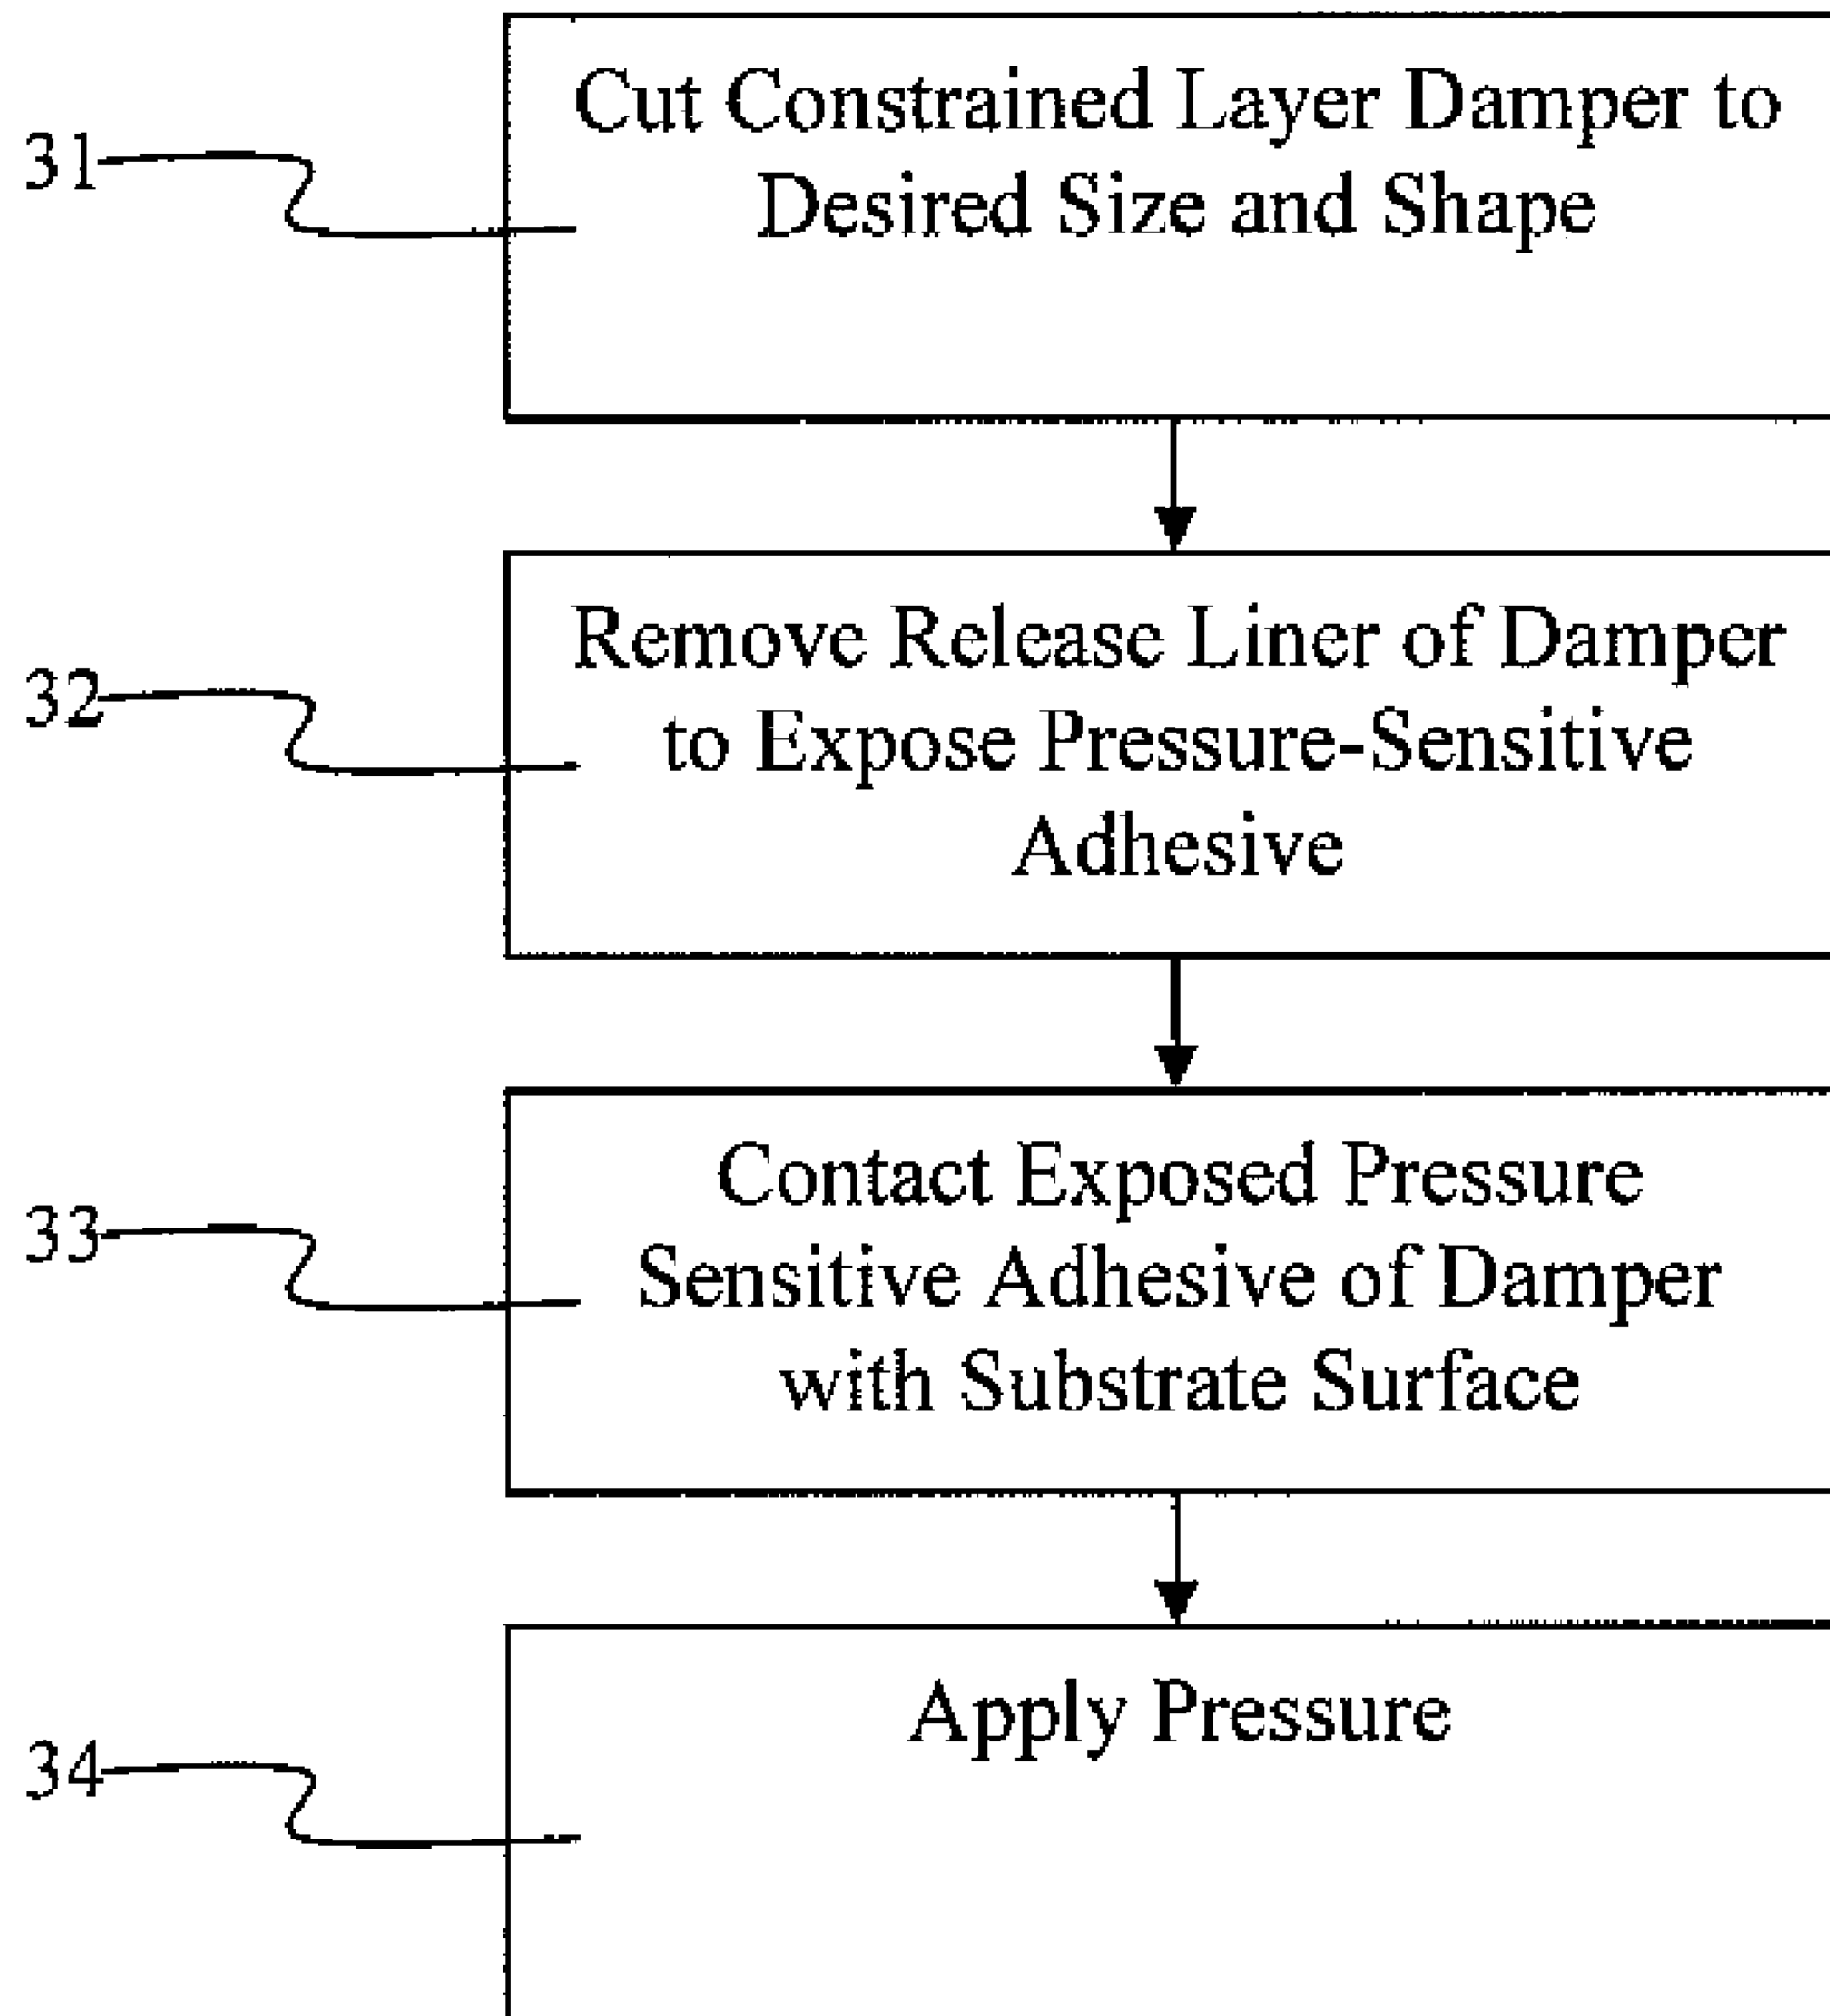 31
Cut Constrained Layer Damper to
Desired Size and Shape
32
Remove Release Liner of Damper
to Expose Pressure-Sensitive
Adhesive
33
Contact Exposed Pressure
Sensitive Adhesive of Damper
with Substrate Surface
34
Apply Pressure